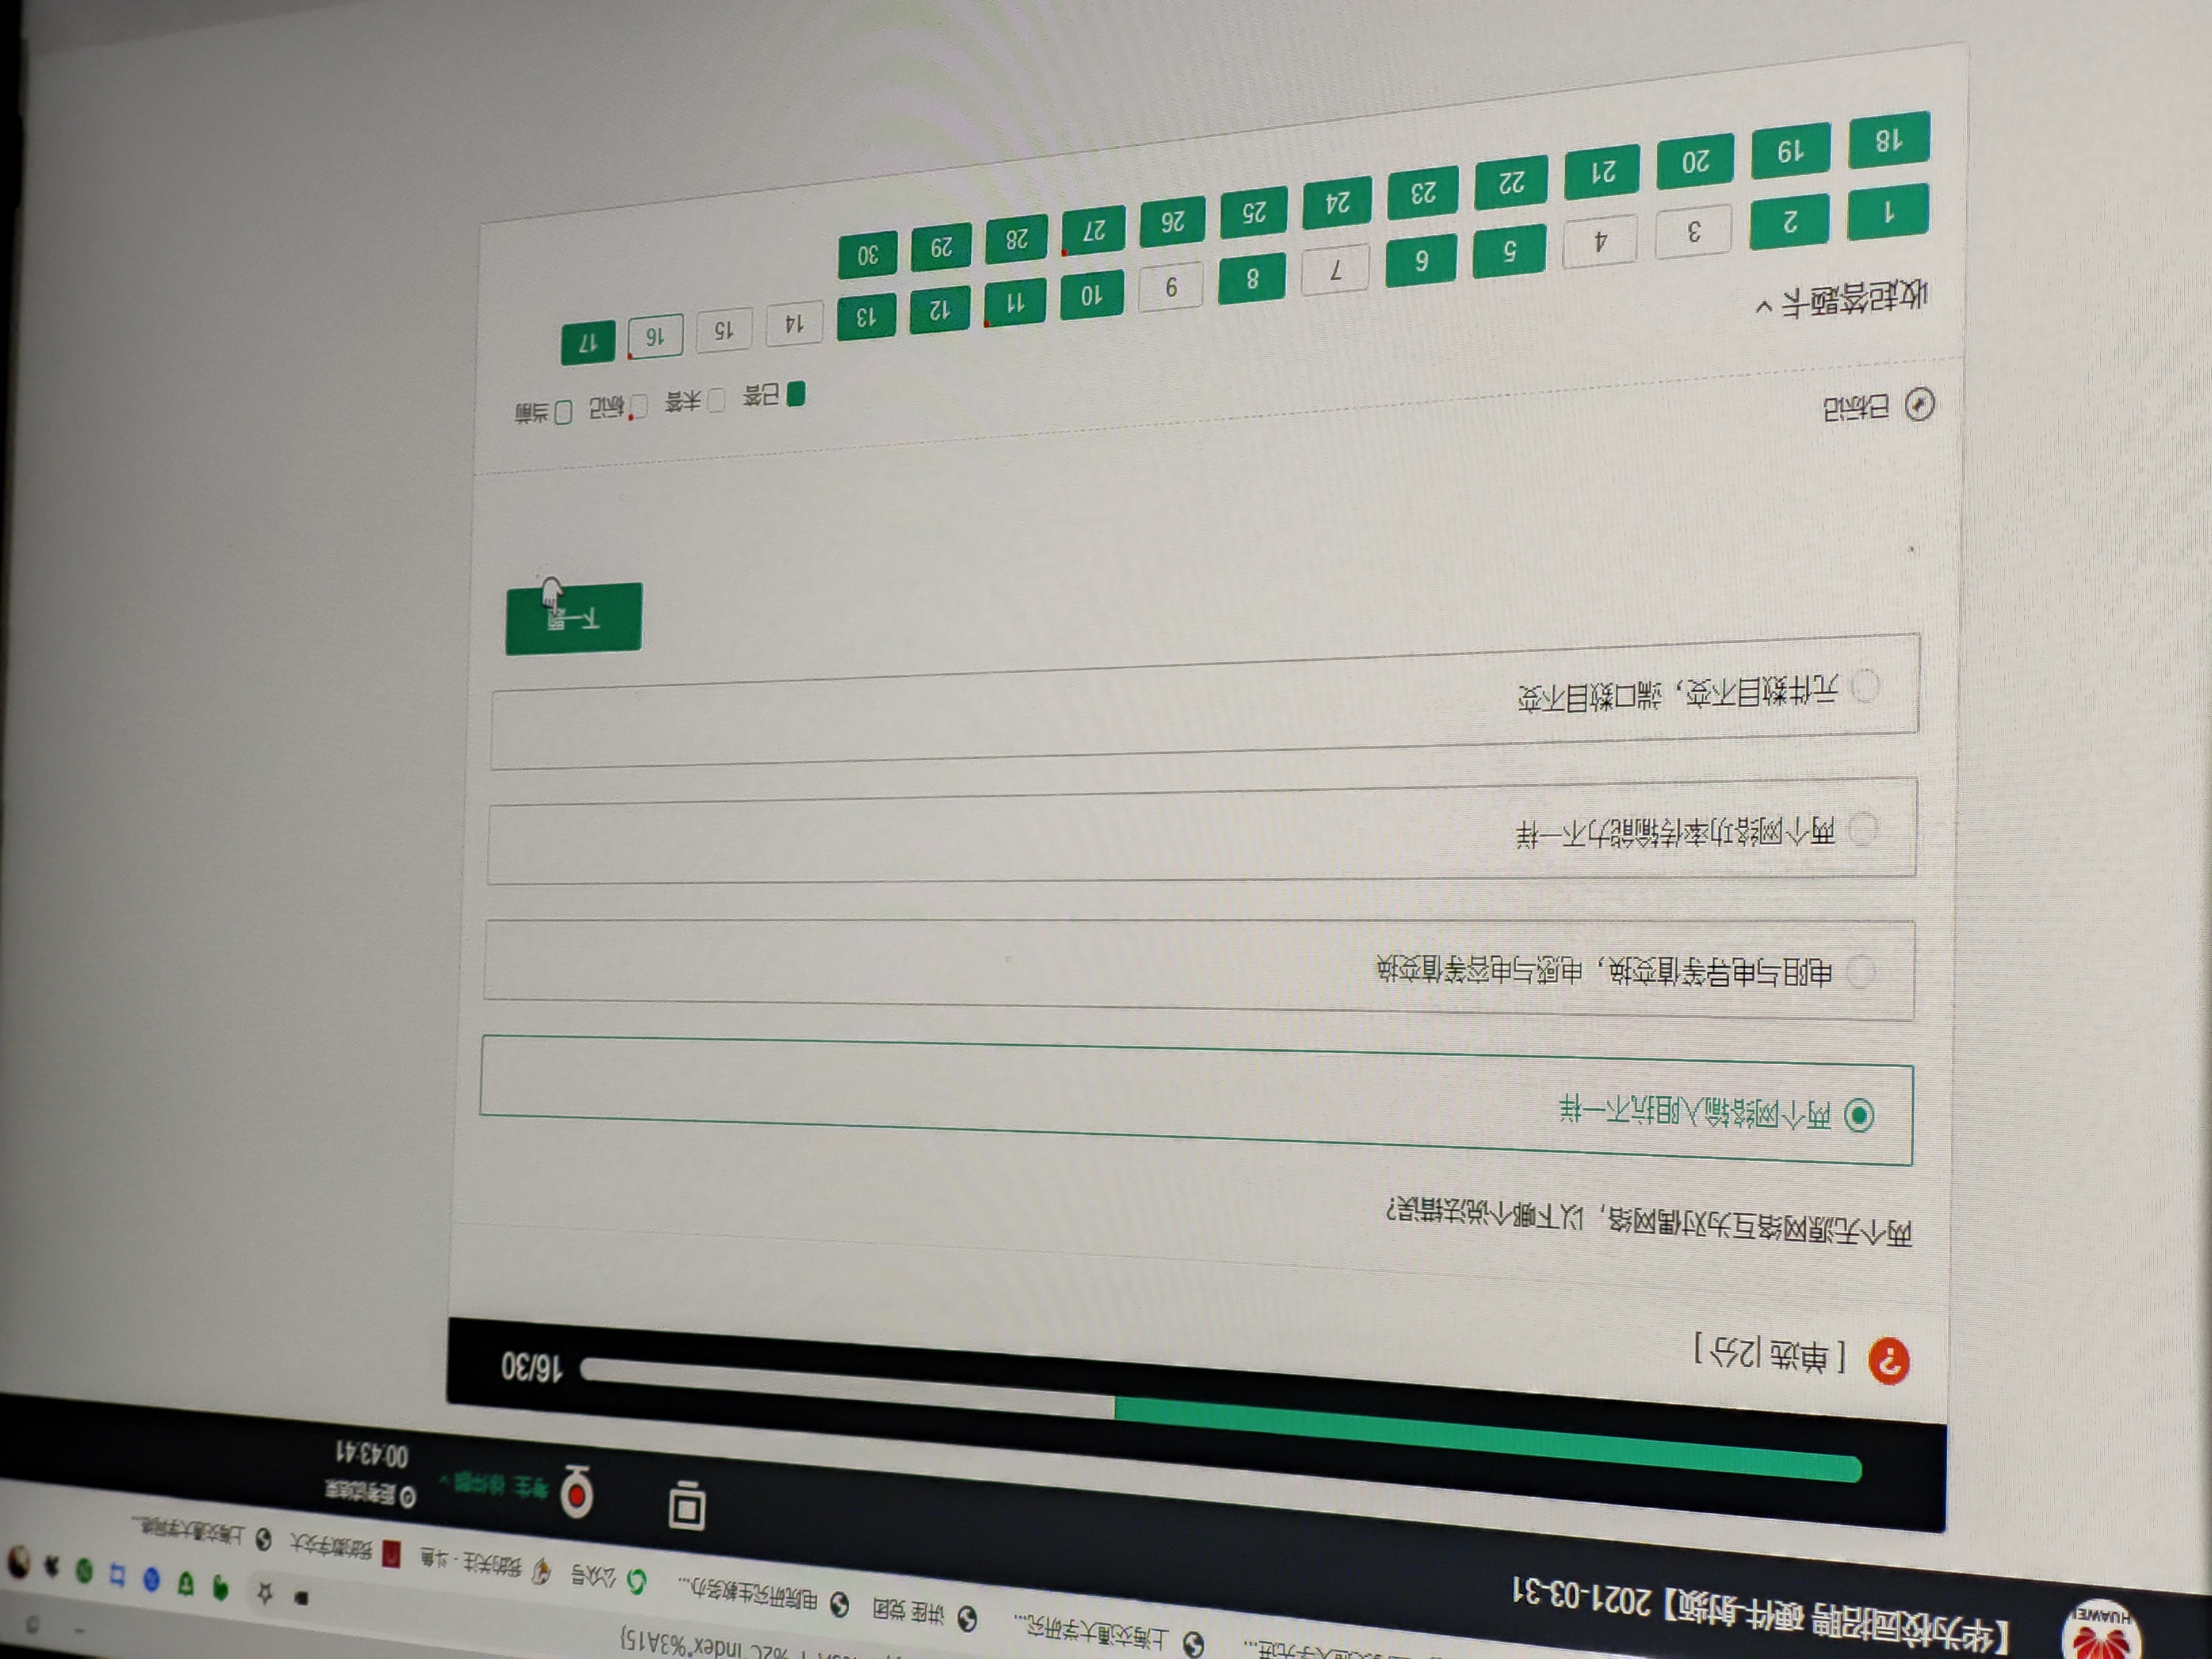 %2C"index"%3A15}
上海交通大学研究...
讲座 党团
电院研究生教务办...
公众号
我的关注 - 斗鱼
我的数字交大
上海交通大学网络...
HUAWEI
【华为校园招聘 硬件-射频】2021-03-31
距考试结束
00:43:41
16/30
?
[ 单选 |2分 ]
两个无源网络互为对偶网络，以下哪个说法错误?
两个网络输入阻抗不一样
电阻与电导等值变换，电感与电容等值变换
两个网络功率传输能力不一样
元件数目不变，端口数目不变
下一题
已标记
已答 未答 标记 当前
收起答题卡
1 2 3 4 5 6 7 8 9 10 11 12 13 14 15 16 17
18 19 20 21 22 23 24 25 26 27 28 29 30